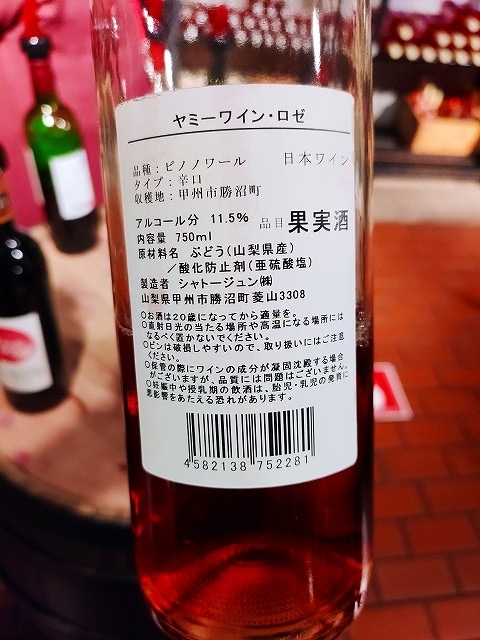 ヤミーワイン・ロゼ
品種：ピノノワール 日本ワイン
タイプ：辛口
収穫地：甲州市勝沼町
アルコール分 11.5% 品目 果実酒
内容量 750ml
原材料名 ぶどう(山梨県産)
／酸化防止剤(亜硫酸塩)
製造者 シャトージュン㈱
山梨県甲州市勝沼町菱山3308
○お酒は20歳になってから適量を。
○直射日光の当たる場所や高温になる場所には
なるべく置かないでください。
○ビンは破損しやすいので、取り扱いにはご注意
ください。
○保管の際にワインの成分が凝固沈殿する場合
がございますが、品質には問題はございません。
○妊娠中や授乳期の飲酒は、胎児・乳児の発育に
悪影響をあたえる恐れがあります。
4582138 752281